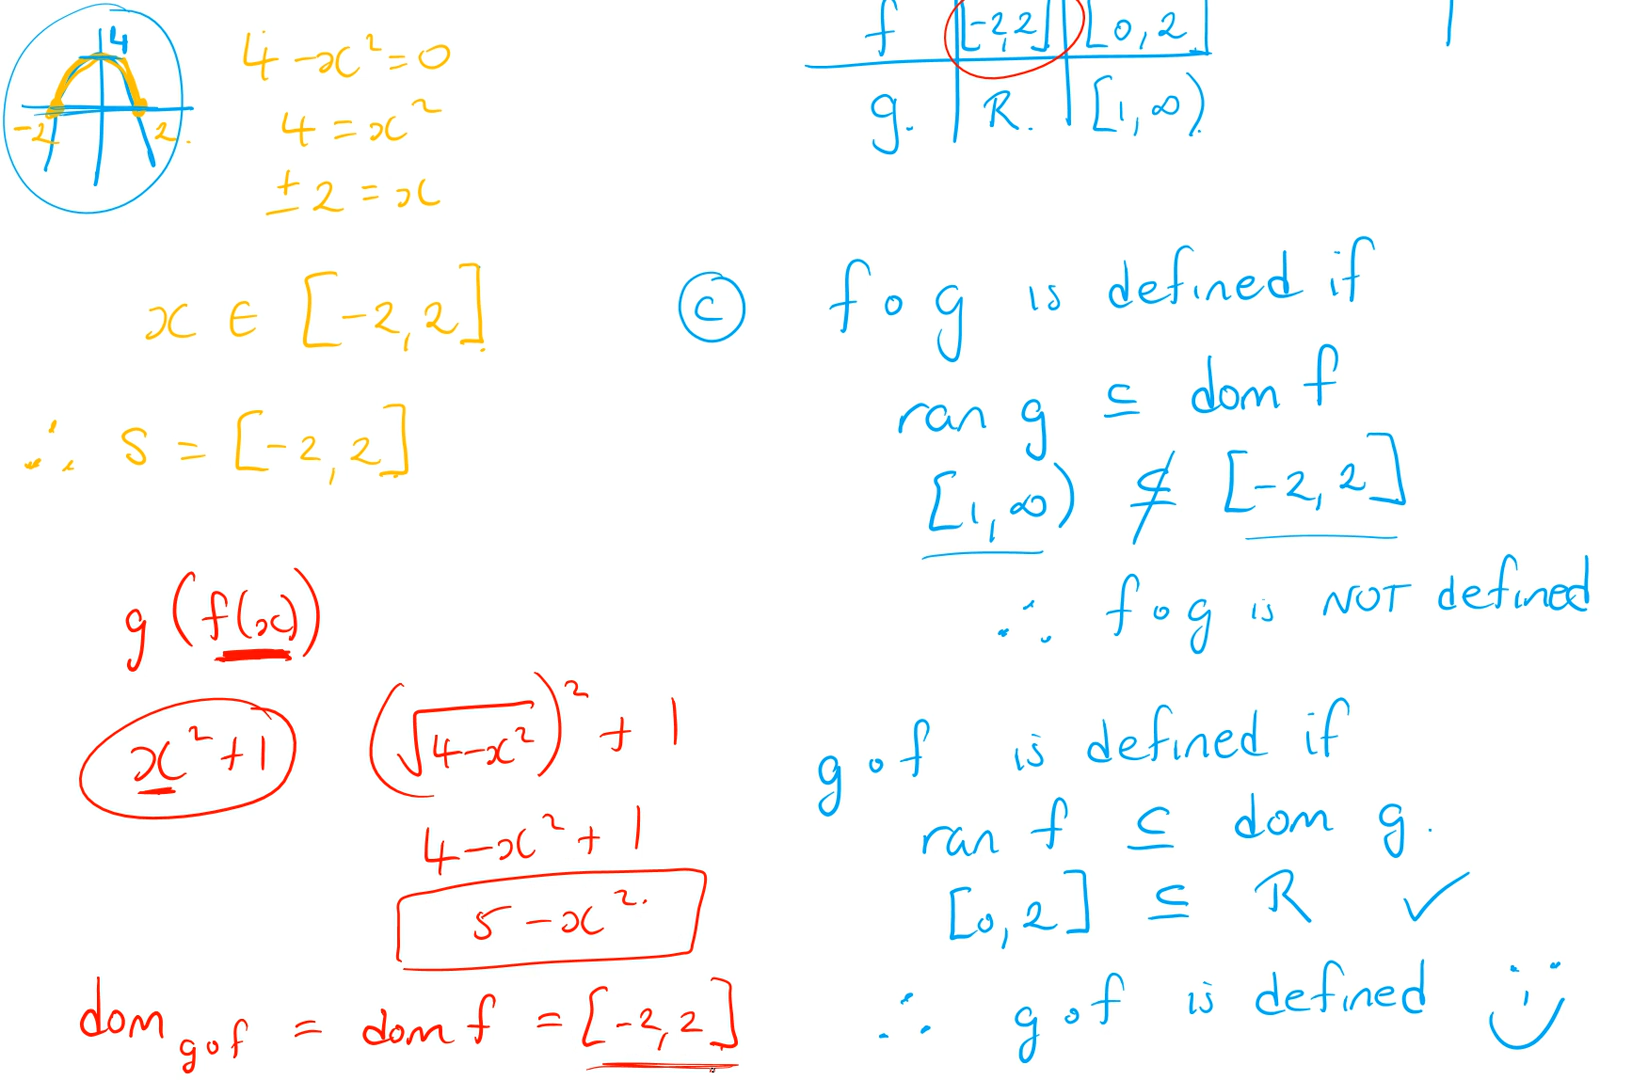 4
-2 2.
4-x²=0
4=x²
±2=x
x ∈ [-2,2]
∴ S = [-2,2]
f [-2,2] [0,2]
g. R. [1,∞)
g(f(x))
x²+1 (√4-x²)²+1
4-x²+1
5-x².
dom gof = dom f = [-2,2]
c f o g is defined if
ran g ⊆ dom f
[1,∞) ⊄ [-2,2]
∴ f o g is NOT defined
g o f is defined if
ran f ⊆ dom g.
[0,2] ⊆ R ✓
∴ g o f is defined